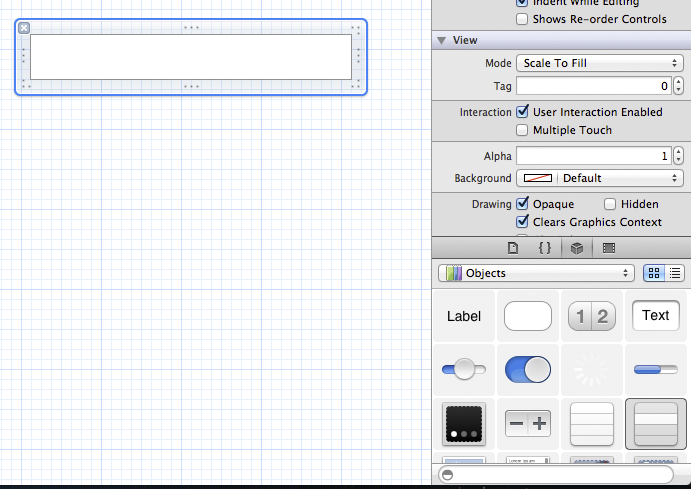 Indent While Editing
Shows Re-order Controls
View
Mode Scale To Fill
Tag 0
Interaction User Interaction Enabled
Multiple Touch
Alpha 1
Background Default
Drawing Opaque Hidden
Clears Graphics Context
{ }
Objects
Label 1 2 Text